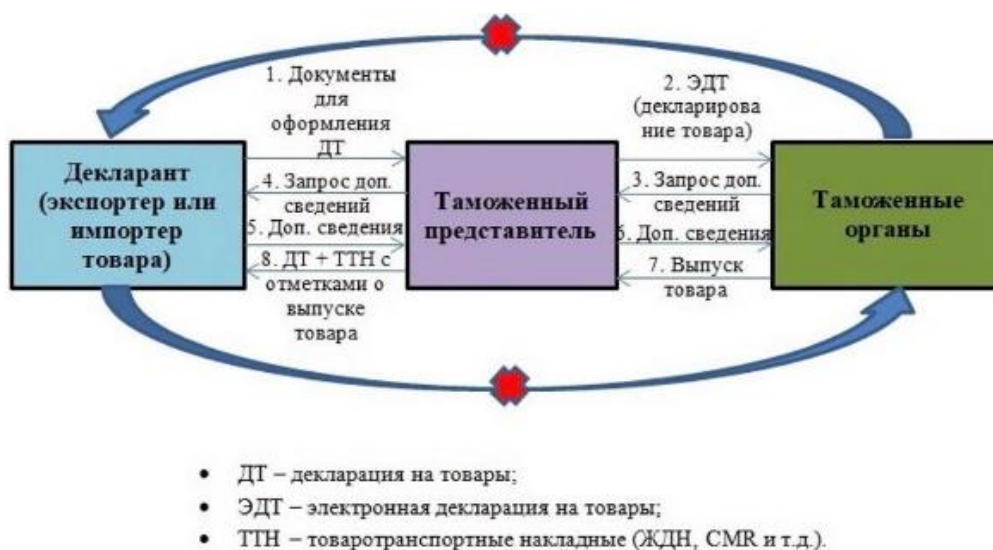 1. Документы
для
оформления
ДТ
2. ЭДТ
(декларирова
ние товара)
Декларант
(экспортер или
импортер
товара)
4. Запрос доп.
сведений
5. Доп. сведения
8. ДТ + ТТН с
отметками о
выпуске
товара
Таможенный
представитель
3. Запрос доп.
сведений
6. Доп. сведения
7. Выпуск
товара
Таможенные
органы
• ДТ – декларация на товары;
• ЭДТ – электронная декларация на товары;
• ТТН – товаротранспортные накладные (ЖДН, CMR и т.д.).